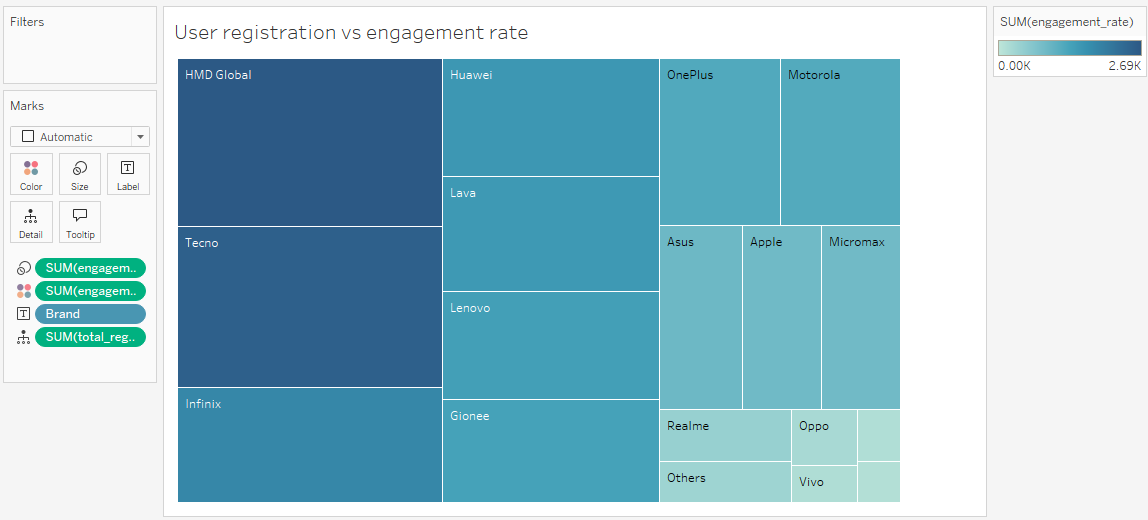 Filters
Marks
Automatic
Color
Size
Label
Detail
Tooltip
SUM(engagem..
SUM(engagem..
Brand
SUM(total_reg..
User registration vs engagement rate
HMD Global
Tecno
Infinix
Huawei
Lava
Lenovo
Gionee
OnePlus
Motorola
Asus
Apple
Micromax
Realme
Others
Oppo
Vivo
SUM(engagement_rate)
0.00K
2.69K